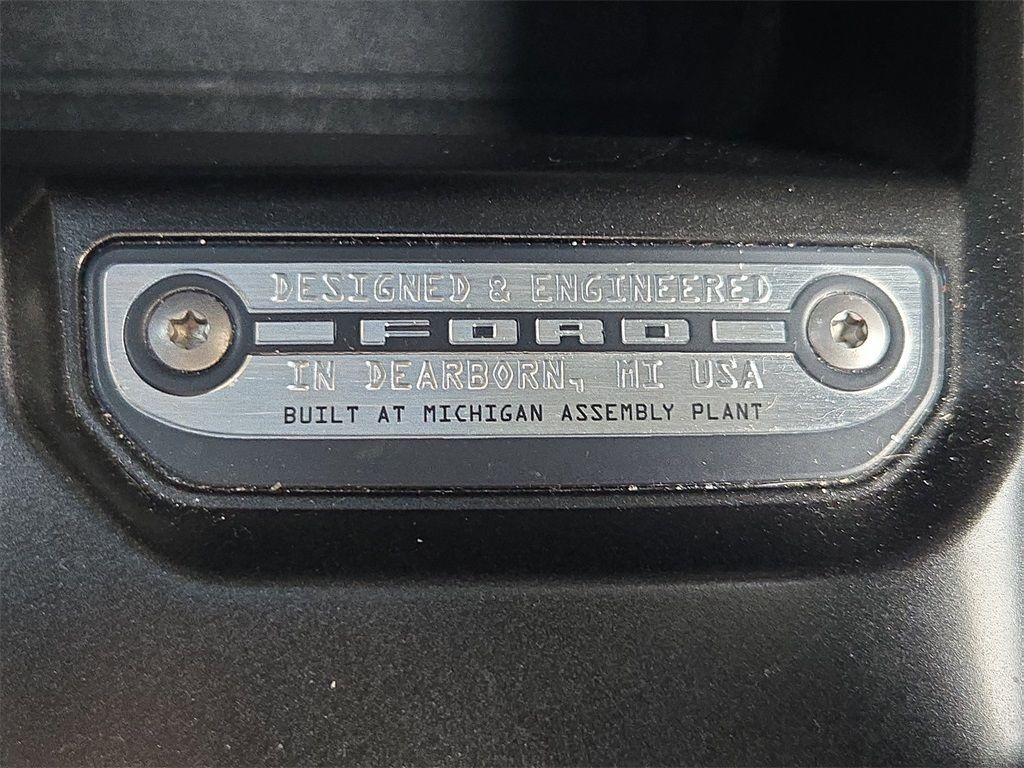 DESIGNED & ENGINEERED
FORD
IN DEARBORN, MI USA
BUILT AT MICHIGAN ASSEMBLY PLANT